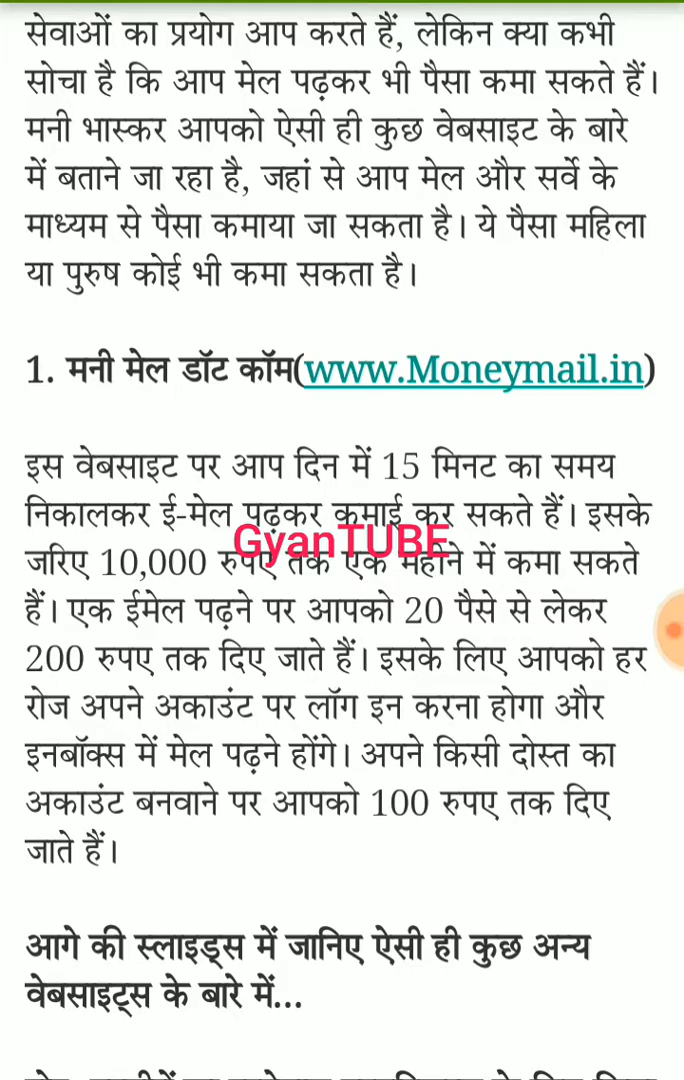 सेवाओं का प्रयोग आप करते हैं, लेकिन क्या कभी
सोचा है कि आप मेल पढ़कर भी पैसा कमा सकते हैं।
मनी भास्कर आपको ऐसी ही कुछ वेबसाइट के बारे
में बताने जा रहा है, जहां से आप मेल और सर्वे के
माध्यम से पैसा कमाया जा सकता है। ये पैसा महिला
या पुरुष कोई भी कमा सकता है।
1. मनी मेल डॉट कॉम(www.Moneymail.in)
इस वेबसाइट पर आप दिन में 15 मिनट का समय
निकालकर ई-मेल पढ़कर कमाई कर सकते हैं। इसके
GyanTUBE
जरिए 10,000 रुपए तक एक महीने में कमा सकते
हैं। एक ईमेल पढ़ने पर आपको 20 पैसे से लेकर
200 रुपए तक दिए जाते हैं। इसके लिए आपको हर
रोज अपने अकाउंट पर लॉग इन करना होगा और
इनबॉक्स में मेल पढ़ने होंगे। अपने किसी दोस्त का
अकाउंट बनवाने पर आपको 100 रुपए तक दिए
जाते हैं।
आगे की स्लाइड्स में जानिए ऐसी ही कुछ अन्य
वेबसाइट्स के बारे में...